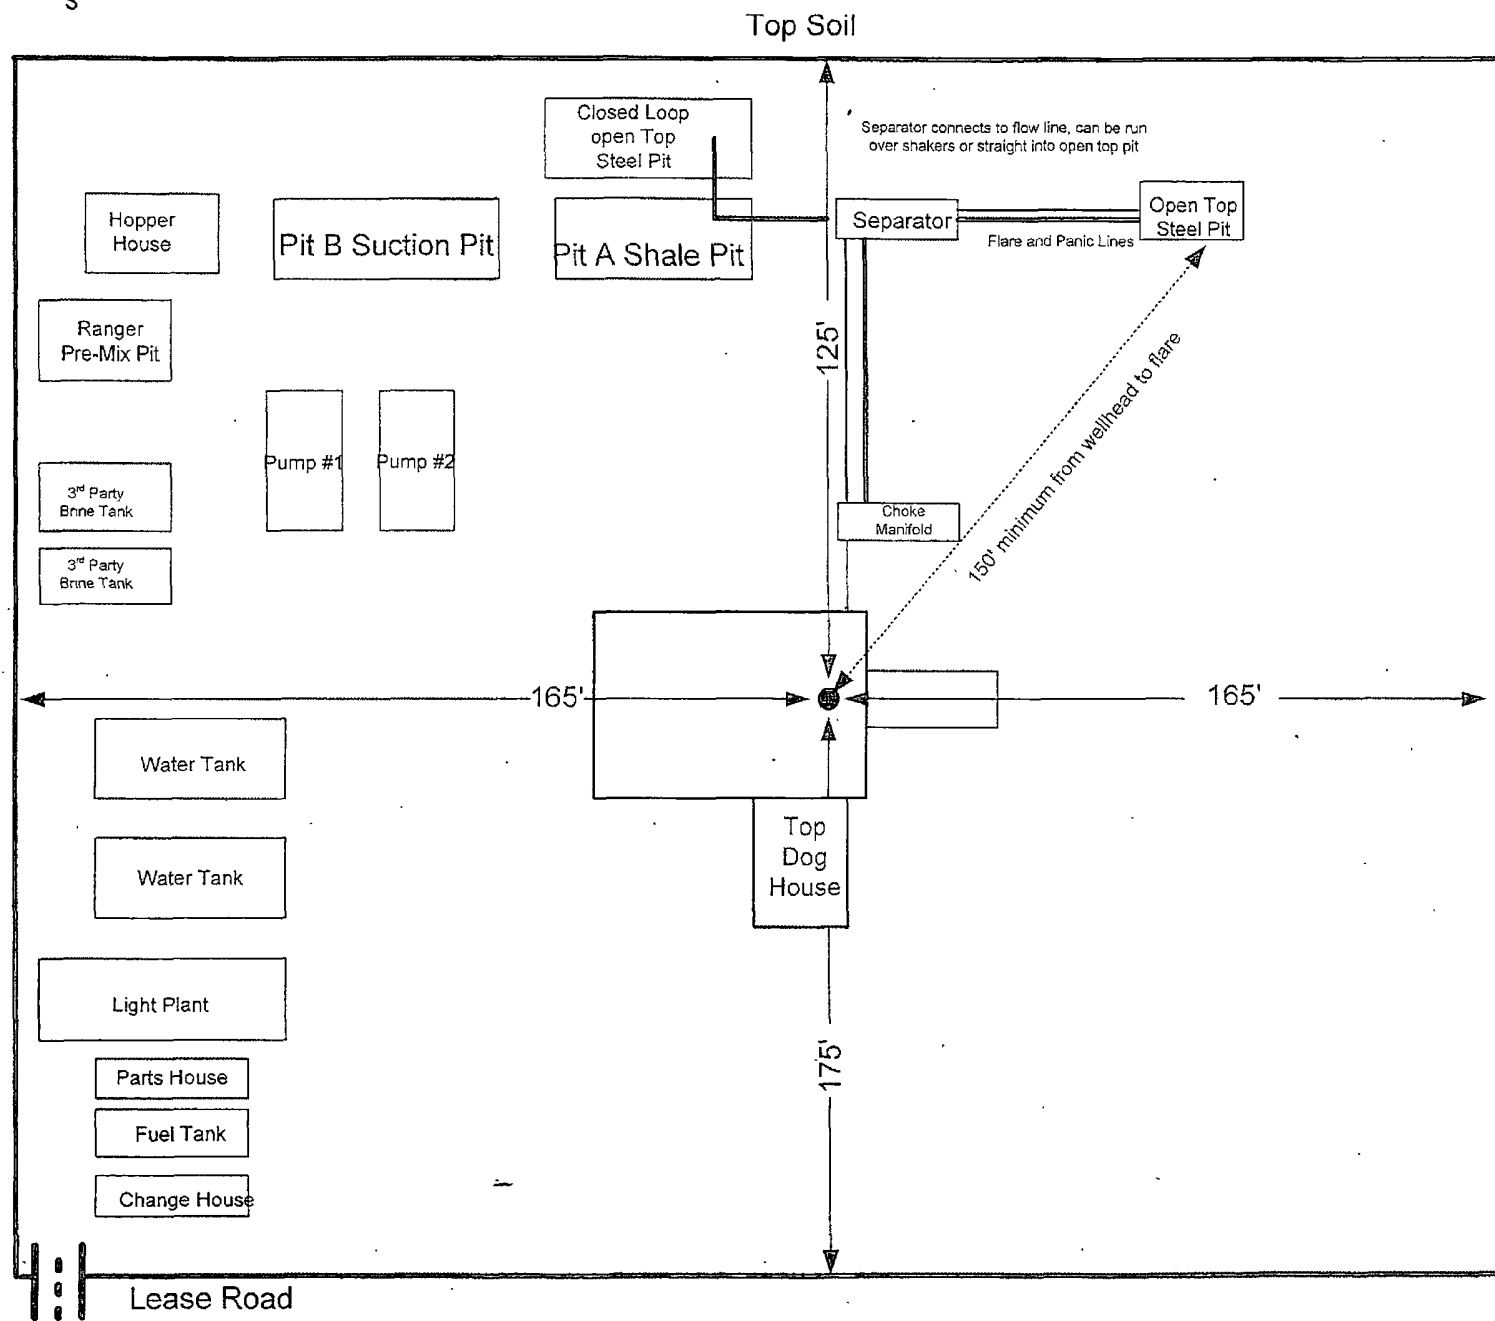 S
Top Soil
Closed Loop
open Top
Steel Pit
Separator connects to flow line, can be run
over shakers or straight into open top pit
Hopper
House
Pit B Suction Pit
Pit A Shale Pit
Separator
Open Top
Steel Pit
Flare and Panic Lines
Ranger
Pre-Mix Pit
125'
150' minimum from wellhead to flare
Pump #1
Pump #2
3rd Party
Brine Tank
Choke
Manifold
3rd Party
Brine Tank
165'
165'
Water Tank
Top
Dog
House
Water Tank
Light Plant
175'
Parts House
Fuel Tank
Change House
Lease Road